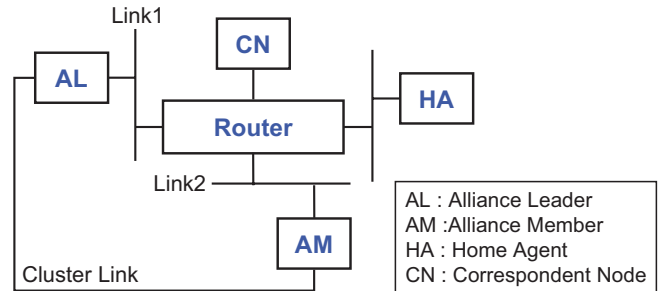 Link1
CN
AL
HA
Router
Link2
AM
Cluster Link
AL : Alliance Leader
AM :Alliance Member
HA : Home Agent
CN : Correspondent Node